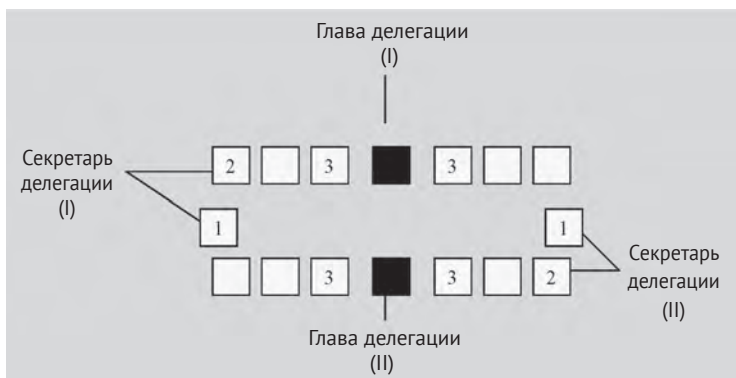 Глава делегации
(I)
Секретарь
делегации
(I)
2 3 3
1 1
3 3 2
Секретарь
делегации
(II)
Глава делегации
(II)